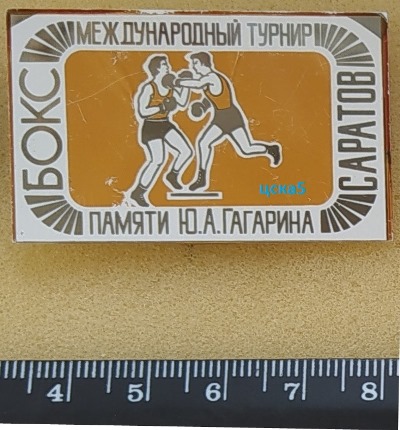 МЕЖДУНАРОДНЫЙ ТУРНИР
БОКС
САРАТОВ
цска5
ПАМЯТИ Ю.А.ГАГАРИНА
4 5 6 7 8